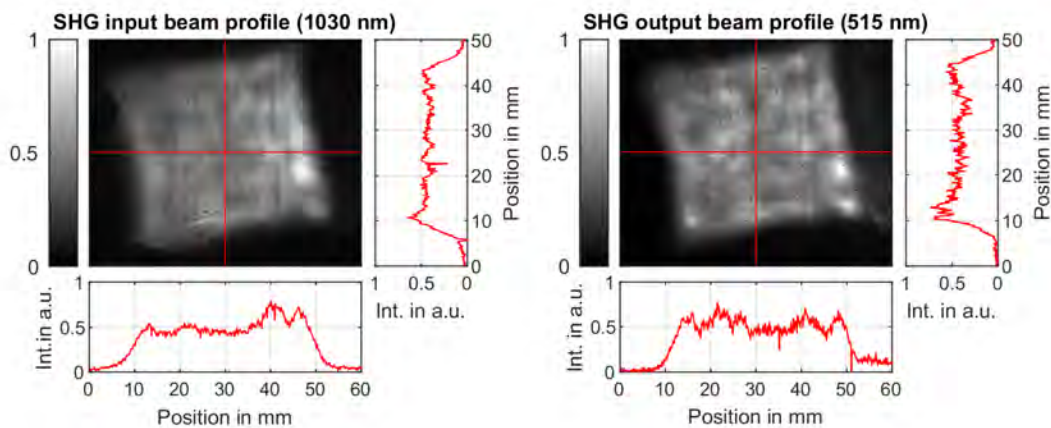 SHG input beam profile (1030 nm)
1
0.5
0
50
40
30
20
10
0
Position in mm
1 0.5 0
Int. in a.u.
1
0.5
0
Int.in a.u.
0 10 20 30 40 50 60
Position in mm
SHG output beam profile (515 nm)
1
0.5
0
50
40
30
20
10
0
Position in mm
1 0.5 0
Int. in a.u.
1
0.5
0
Int. in a.u.
0 10 20 30 40 50 60
Position in mm